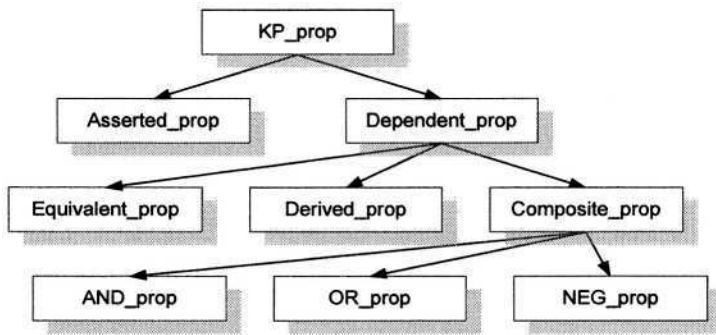 KP_prop
Asserted_prop
Dependent_prop
Equivalent_prop
Derived_prop
Composite_prop
AND_prop
OR_prop
NEG_prop